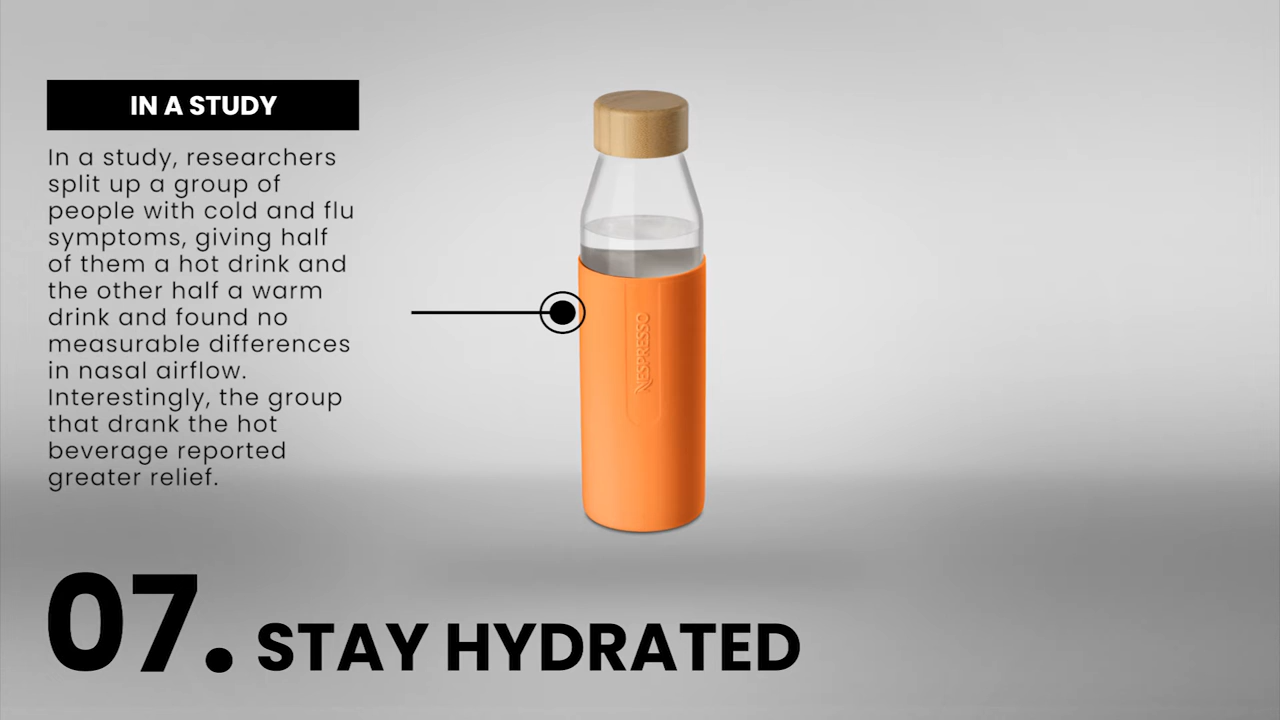 IN A STUDY
In a study, researchers
split up a group of
people with cold and flu
symptoms, giving half
of them a hot drink and
the other half a warm
drink and found no
measurable differences
in nasal airflow.
Interestingly, the group
that drank the hot
beverage reported
greater relief.
NESPRESSO
07. STAY HYDRATED